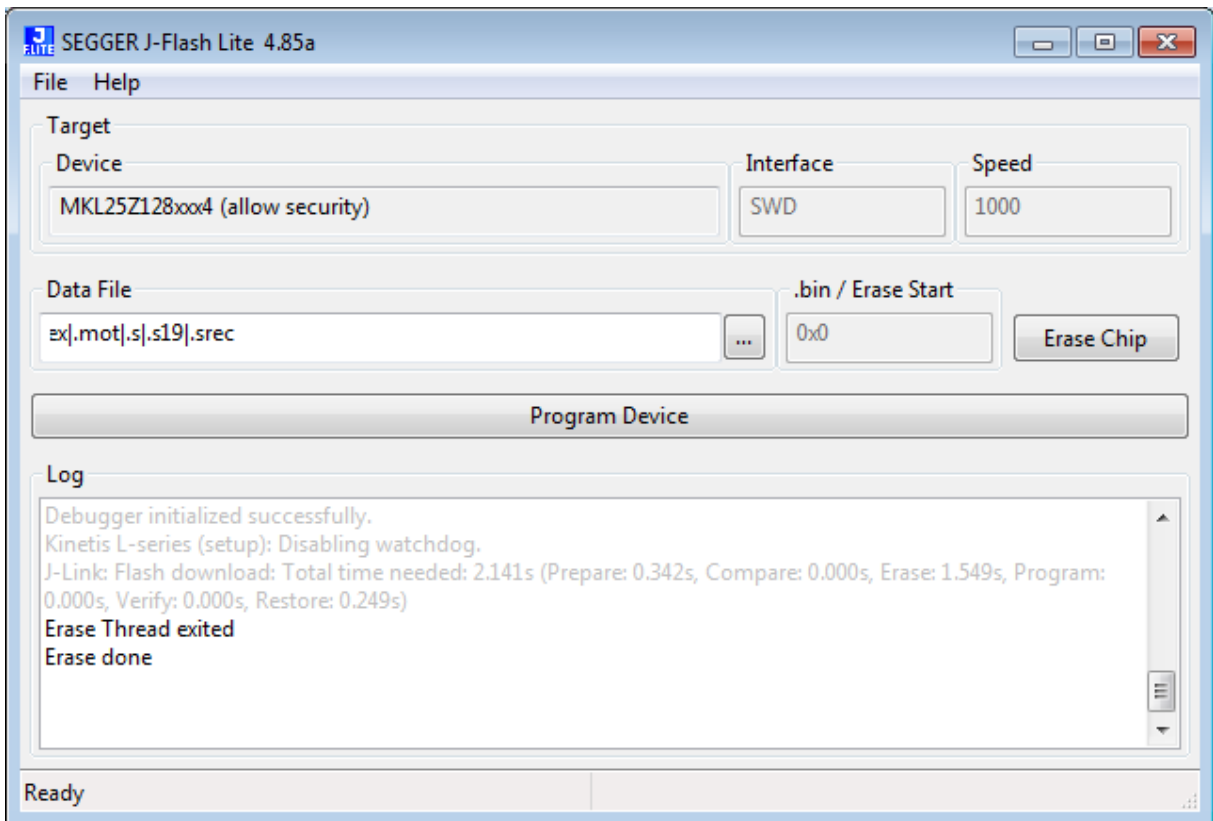 SEGGER J-Flash Lite 4.85a
File Help
Target
Device
Interface
Speed
MKL25Z128xxx4 (allow security)
SWD
1000
Data File
.bin / Erase Start
ex|.mot|.s|.s19|.srec
...
0x0
Erase Chip
Program Device
Log
Debugger initialized successfully.
Kinetis L-series (setup): Disabling watchdog.
J-Link: Flash download: Total time needed: 2.141s (Prepare: 0.342s, Compare: 0.000s, Erase: 1.549s, Program:
0.000s, Verify: 0.000s, Restore: 0.249s)
Erase Thread exited
Erase done
Ready